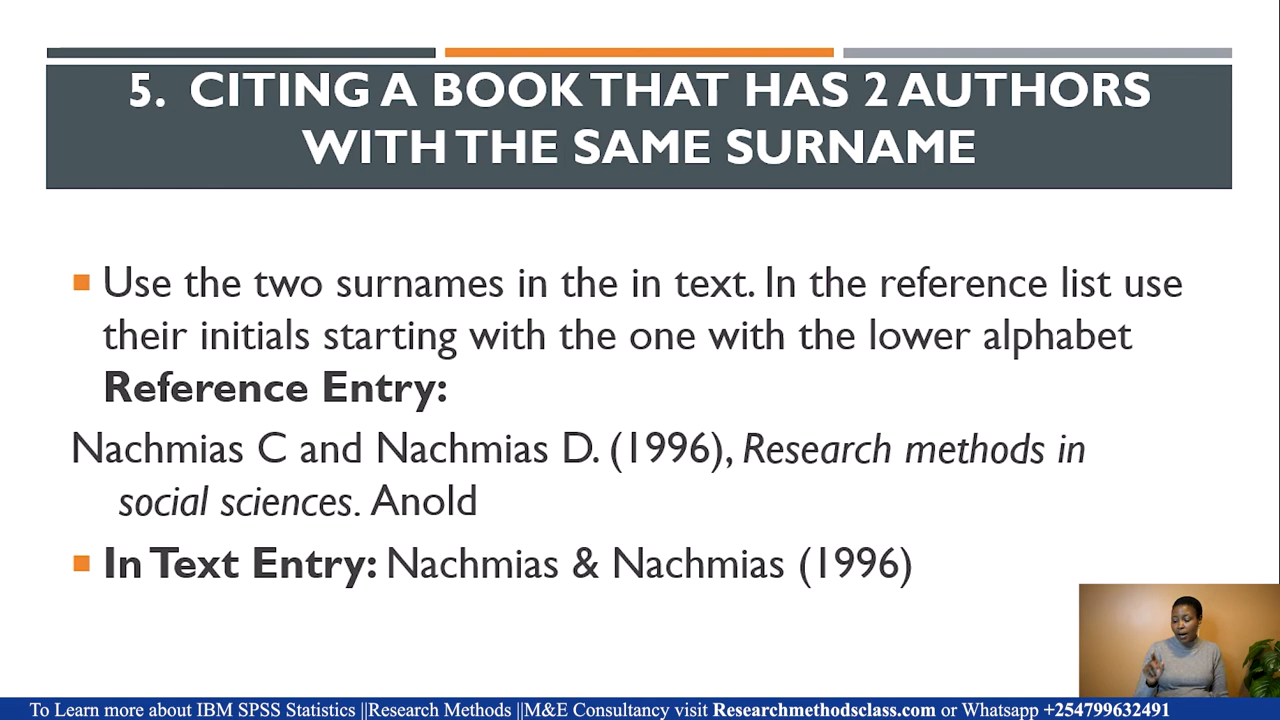 5. CITING A BOOK THAT HAS 2 AUTHORS
WITH THE SAME SURNAME
Use the two surnames in the in text. In the reference list use
their initials starting with the one with the lower alphabet
Reference Entry:
Nachmias C and Nachmias D. (1996), Research methods in
social sciences. Anold
In Text Entry: Nachmias & Nachmias (1996)
To Learn more about IBM SPSS Statistics ||Research Methods ||M&E Consultancy visit Researchmethodsclass.com or Whatsapp +254799632491